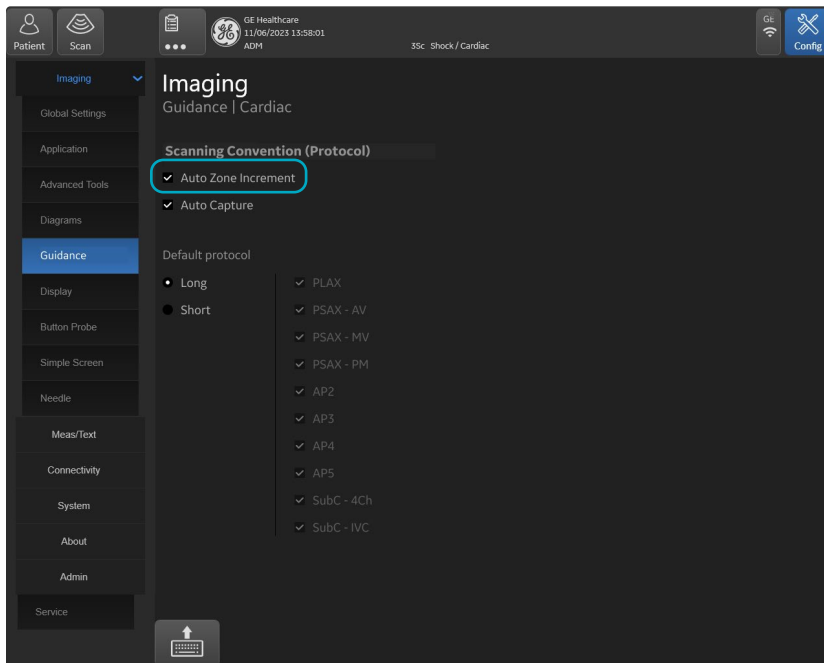 Patient
Scan
GE Healthcare
11/06/2023 13:58:01
ADM
3Sc Shock / Cardiac
GE
Config
Imaging
Global Settings
Application
Advanced Tools
Diagrams
Guidance
Display
Button Probe
Simple Screen
Needle
Meas/Text
Connectivity
System
About
Admin
Service
Imaging
Guidance | Cardiac
Scanning Convention (Protocol)
Auto Zone Increment
Auto Capture
Default protocol
Long
Short
PLAX
PSAX - AV
PSAX - MV
PSAX - PM
AP2
AP3
AP4
AP5
SubC - 4Ch
SubC - IVC